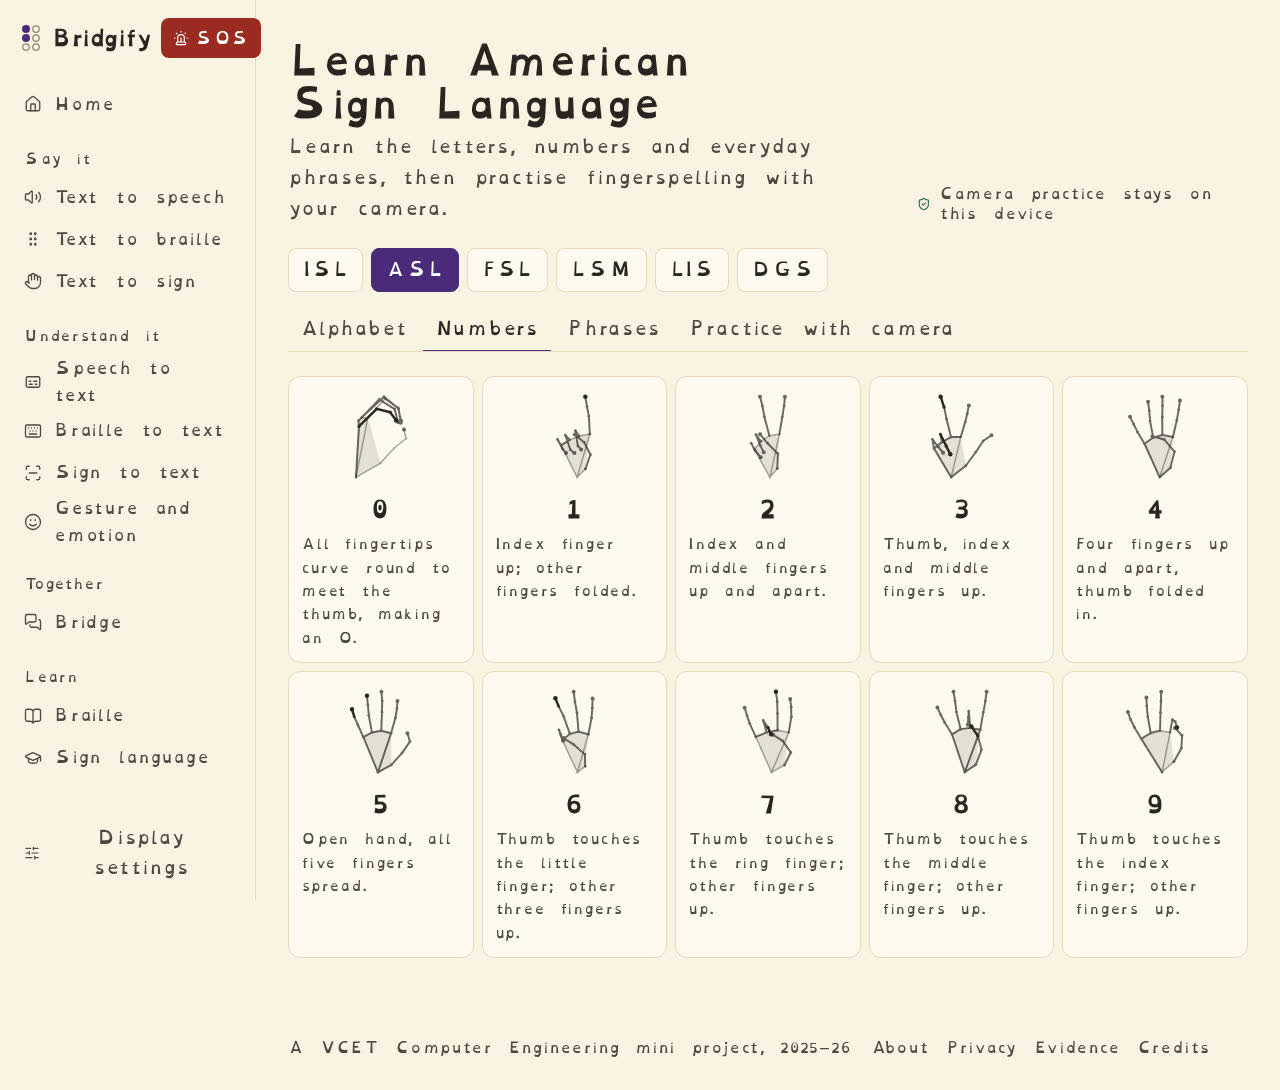 Bridgify
SOS
Home
Say it
Text to speech
Text to braille
Text to sign
Understand it
Speech to
text
Braille to text
Sign to text
Gesture and
emotion
Together
Bridge
Learn
Braille
Sign language
Display
settings
Learn American
Sign Language
Learn the letters, numbers and everyday
phrases, then practise fingerspelling with
your camera.
Camera practice stays on
this device
ISL ASL FSL LSM LIS DGS
Alphabet Numbers Phrases Practice with camera
0
All fingertips
curve round to
meet the
thumb, making
an O.
1
Index finger
up; other
fingers folded.
2
Index and
middle fingers
up and apart.
3
Thumb, index
and middle
fingers up.
4
Four fingers up
and apart,
thumb folded
in.
5
Open hand, all
five fingers
spread.
6
Thumb touches
the little
finger; other
three fingers
up.
7
Thumb touches
the ring finger;
other fingers
up.
8
Thumb touches
the middle
finger; other
fingers up.
9
Thumb touches
the index
finger; other
fingers up.
A VCET Computer Engineering mini project, 2025–26 About Privacy Evidence Credits